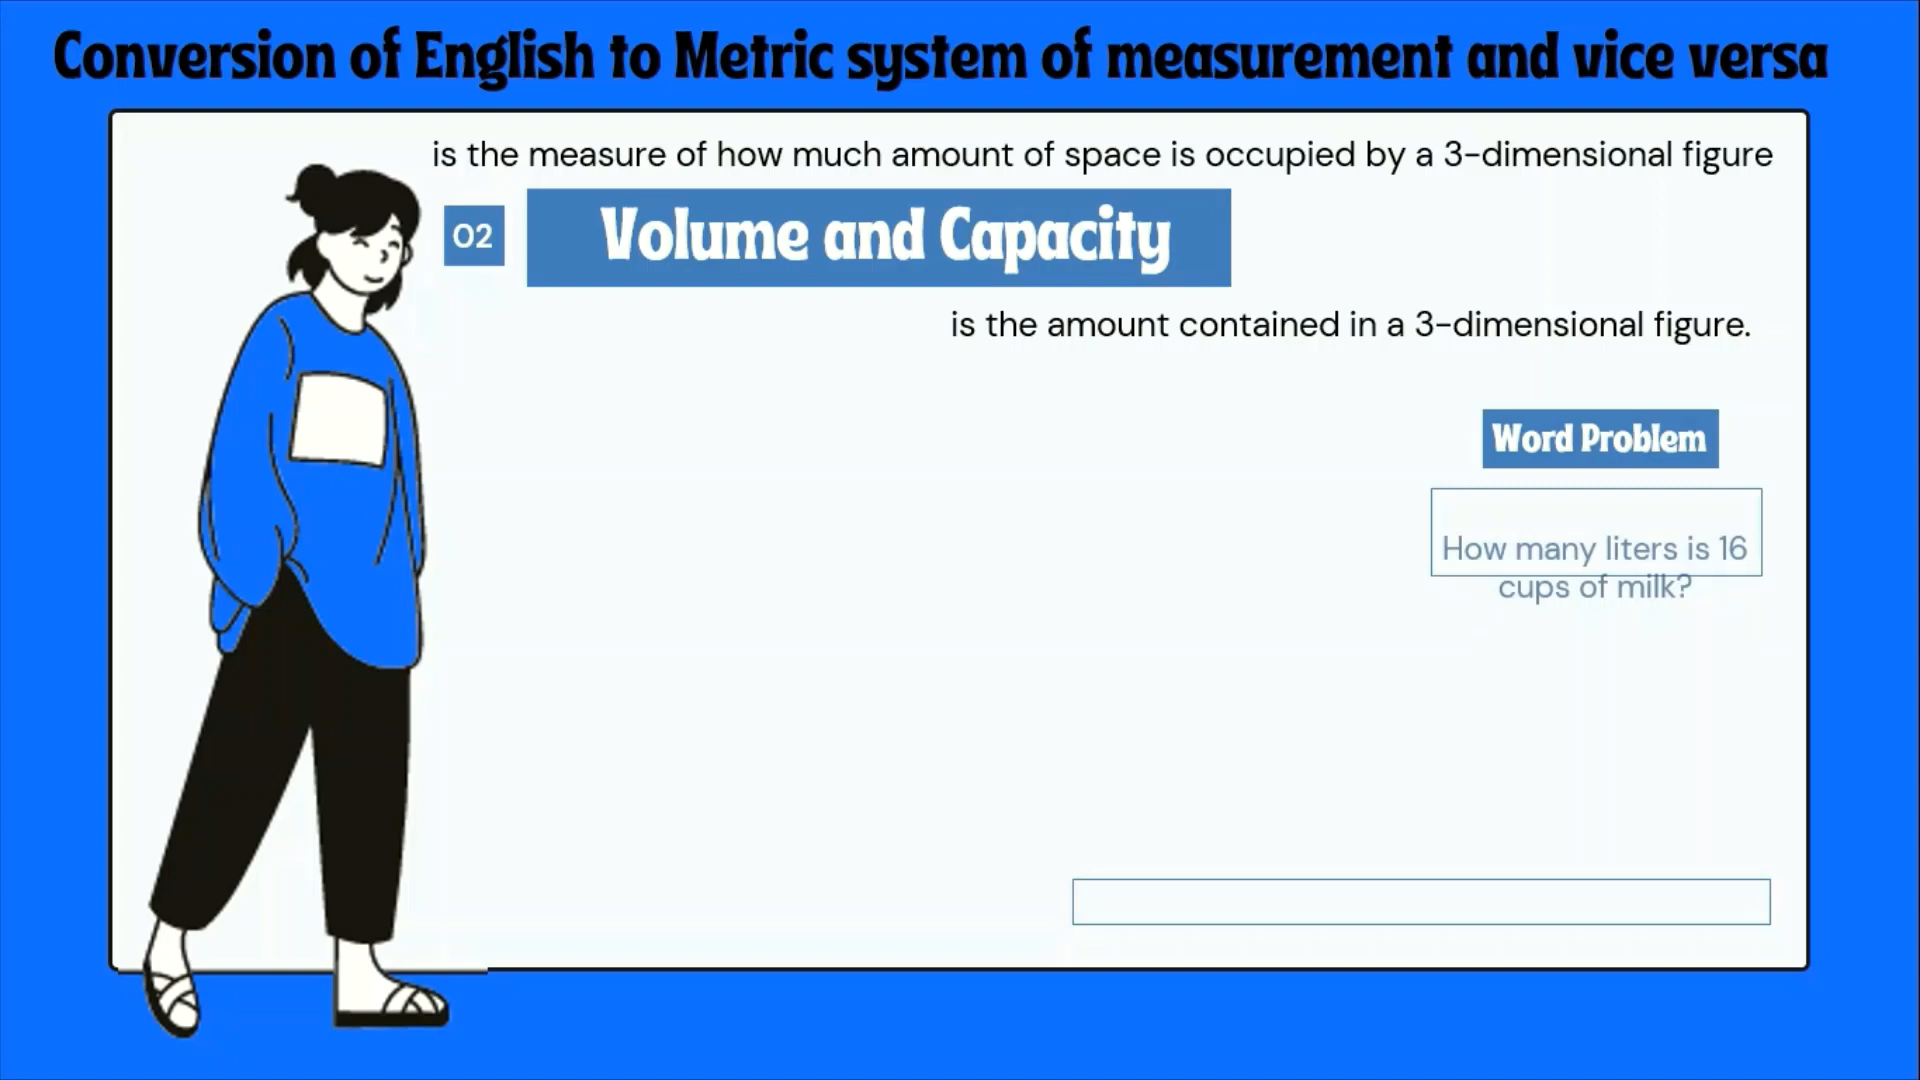 Conversion of English to Metric system of measurement and vice versa
is the measure of how much amount of space is occupied by a 3-dimensional figure
02
Volume and Capacity
is the amount contained in a 3-dimensional figure.
Word Problem
How many liters is 16
cups of milk?